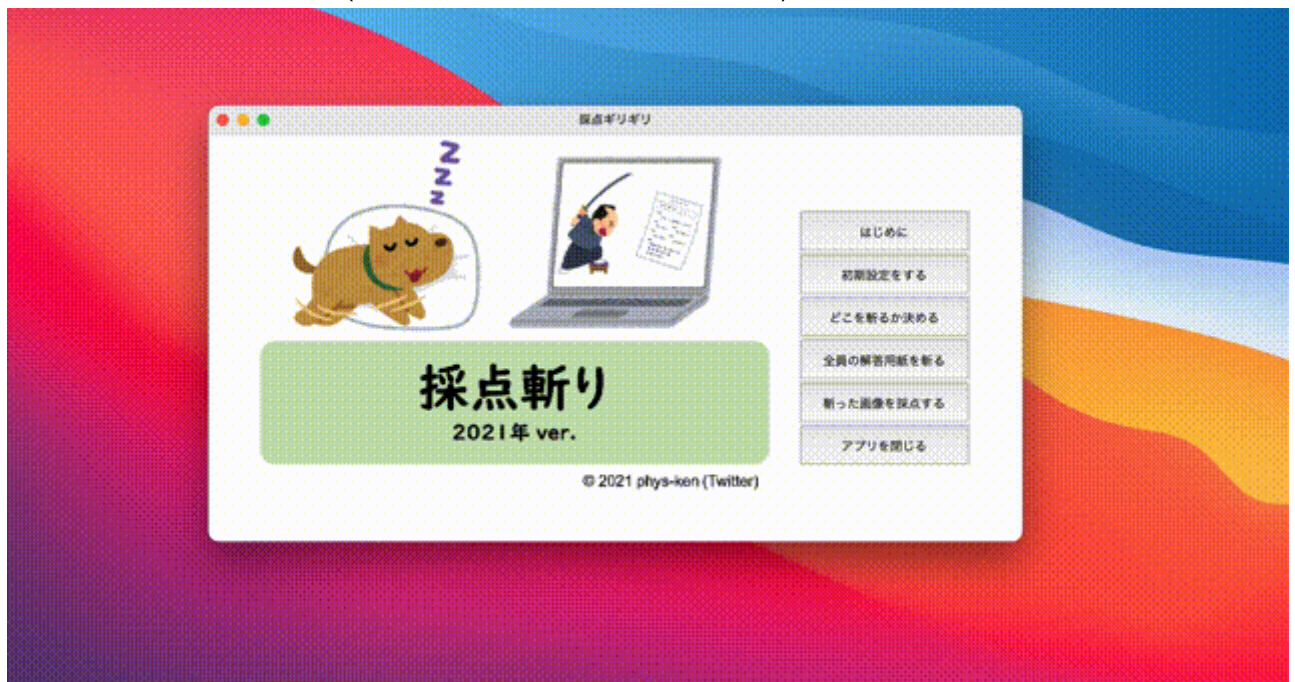 採点ギリギリ
z
z
z
採点斬り
2021年 ver.
© 2021 phys-ken (Twitter)
はじめに
初期設定をする
どこを斬るか決める
全員の解答用紙を斬る
斬った画像を採点する
アプリを閉じる